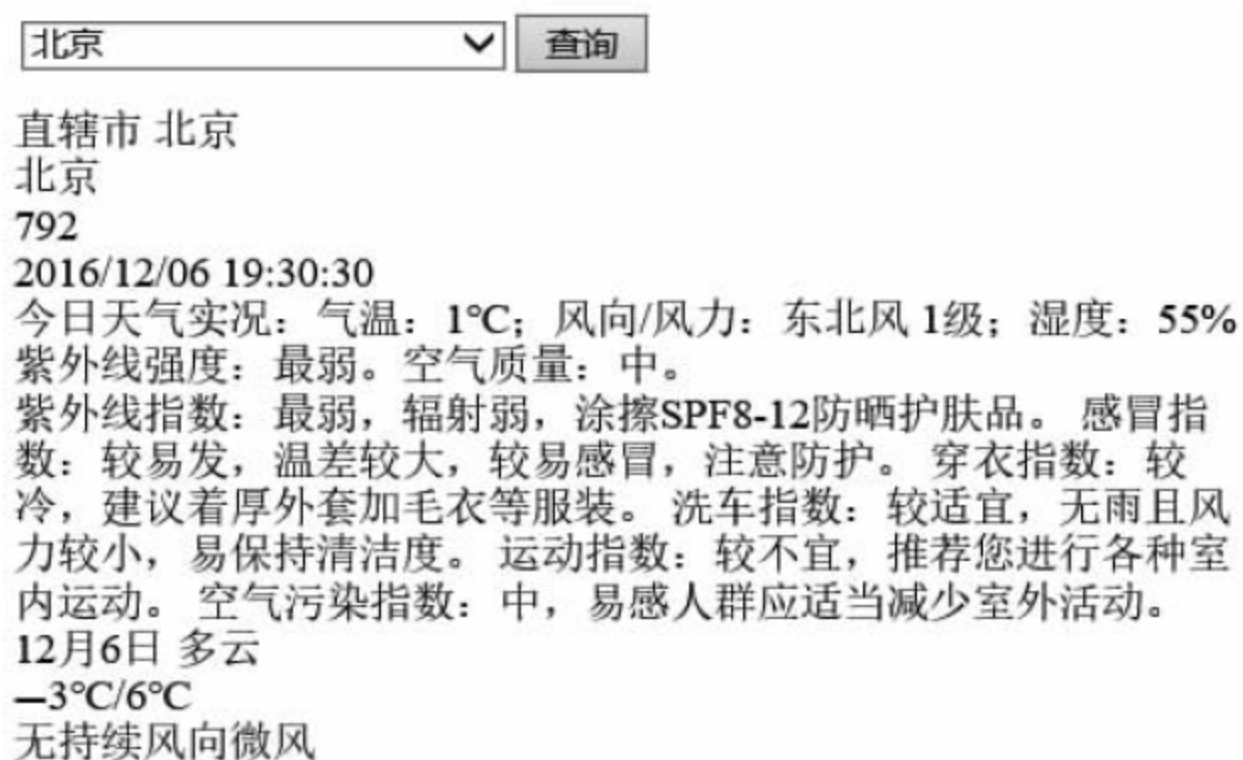 北京 查询
直辖市 北京
北京
792
2016/12/06 19:30:30
今日天气实况：气温：1℃；风向/风力：东北风 1级；湿度：55%
紫外线强度：最弱。空气质量：中。
紫外线指数：最弱，辐射弱，涂擦SPF8-12防晒护肤品。 感冒指
数：较易发，温差较大，较易感冒，注意防护。 穿衣指数：较
冷，建议着厚外套加毛衣等服装。 洗车指数：较适宜，无雨且风
力较小，易保持清洁度。 运动指数：较不宜，推荐您进行各种室
内运动。 空气污染指数：中，易感人群应适当减少室外活动。
12月6日 多云
—3℃/6℃
无持续风向微风